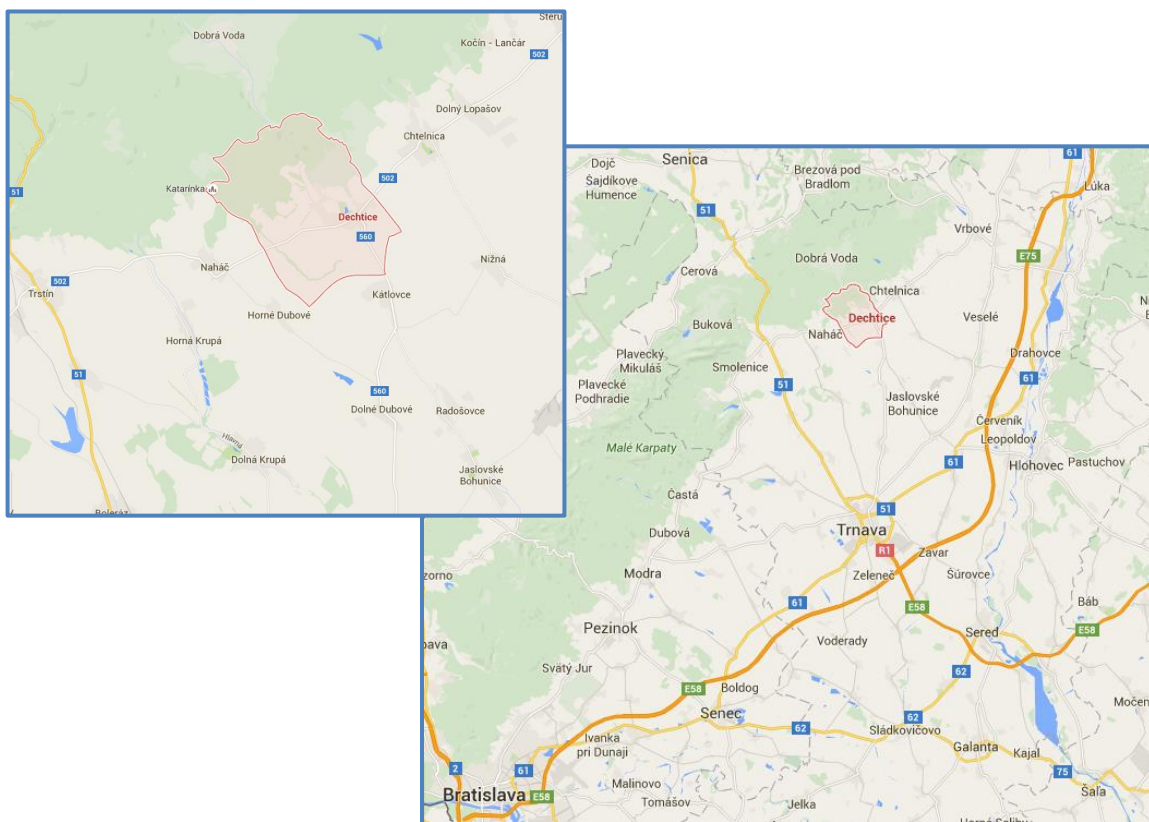 Dobrá Voda
Kočín - Lančár
502
Dolný Lopašov
Chtelnica
502
51
Katarínka
Dechtice
560
Naháč
Nižná
502
Trstín
Kátlovce
Horné Dubové
Horná Krupá
51
560
Dolné Dubové
Radošovce
Hlavná
Dolná Krupá
Jaslovské
Bohunice
Dojč
Senica
61
Šajdíkove
Humence
Brezová pod
Bradlom
Lúka
51
Vrbové
E75
Dobrá Voda
Cerová
Chtelnica
Dechtice
Veselé
Buková
Naháč
Plavecký
Mikuláš
Smolenice
Drahovce
61
Plavecké
Podhradie
51
Jaslovské
Bohunice
Červeník
Leopoldov
Malé Karpaty
61
Hlohovec
Pastuchov
Častá
51
Dubová
Trnava
R1
Zavar
Modra
Zeleneč
Šúrovce
61
E58
Báb
Pezinok
Sereď
E58
Voderady
Svätý Jur
62
E58
Boldog
Senec
62
62
Sládkovičovo
Ivanka
pri Dunaji
Galanta
Kajal
2
61
75
Malinovo
Šaľa
Bratislava
E58
Tomášov
Jelka